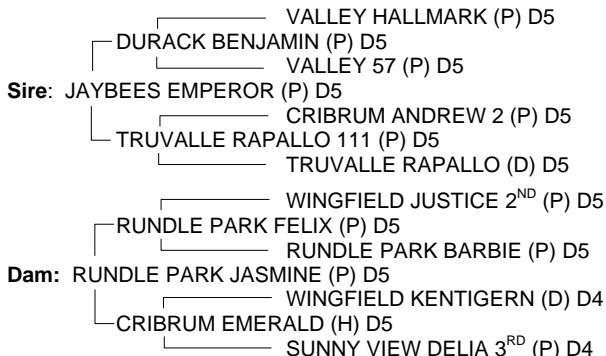 VALLEY HALLMARK (P) D5
DURACK BENJAMIN (P) D5
VALLEY 57 (P) D5
Sire: JAYBEES EMPEROR (P) D5
CRIBRUM ANDREW 2 (P) D5
TRUVALLE RAPALLO 111 (P) D5
TRUVALLE RAPALLO (D) D5
WINGFIELD JUSTICE 2ND (P) D5
RUNDLE PARK FELIX (P) D5
RUNDLE PARK BARBIE (P) D5
Dam: RUNDLE PARK JASMINE (P) D5
WINGFIELD KENTIGERN (D) D4
CRIBRUM EMERALD (H) D5
SUNNY VIEW DELIA 3RD (P) D4